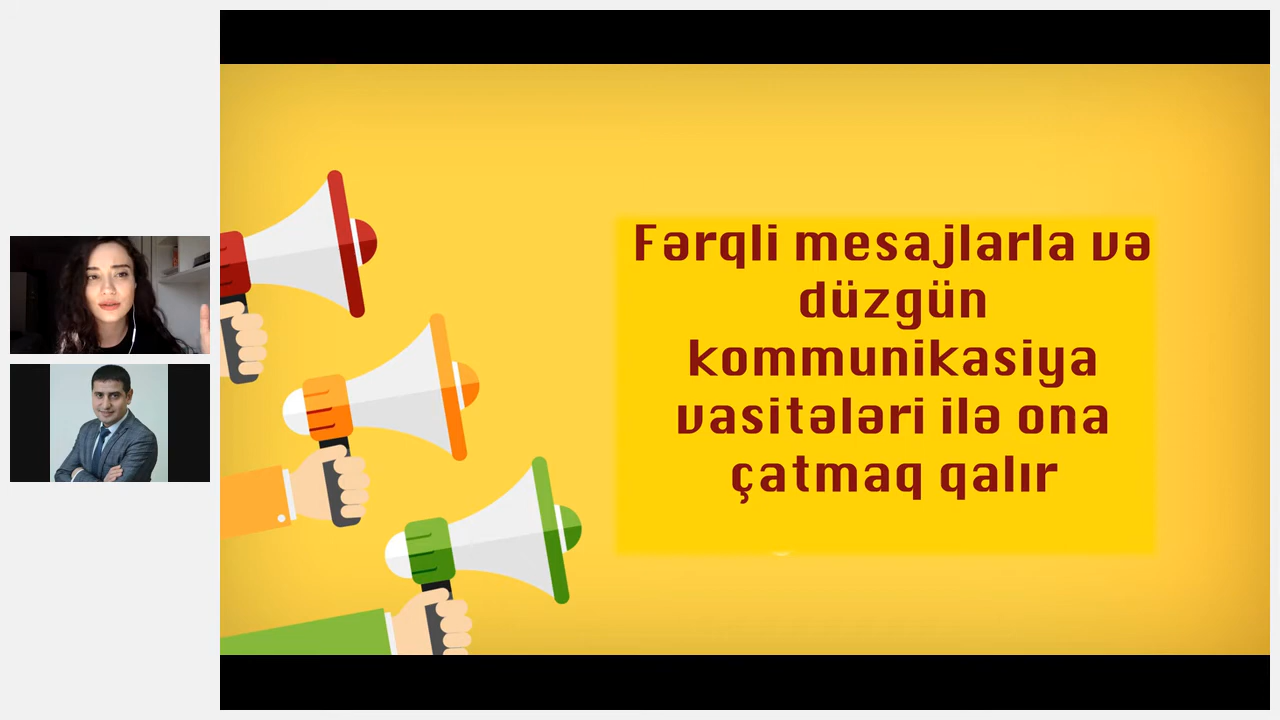 Fərqli mesajlarla və
düzgün
kommunikasiya
vasitələri ilə ona
çatmaq qalır